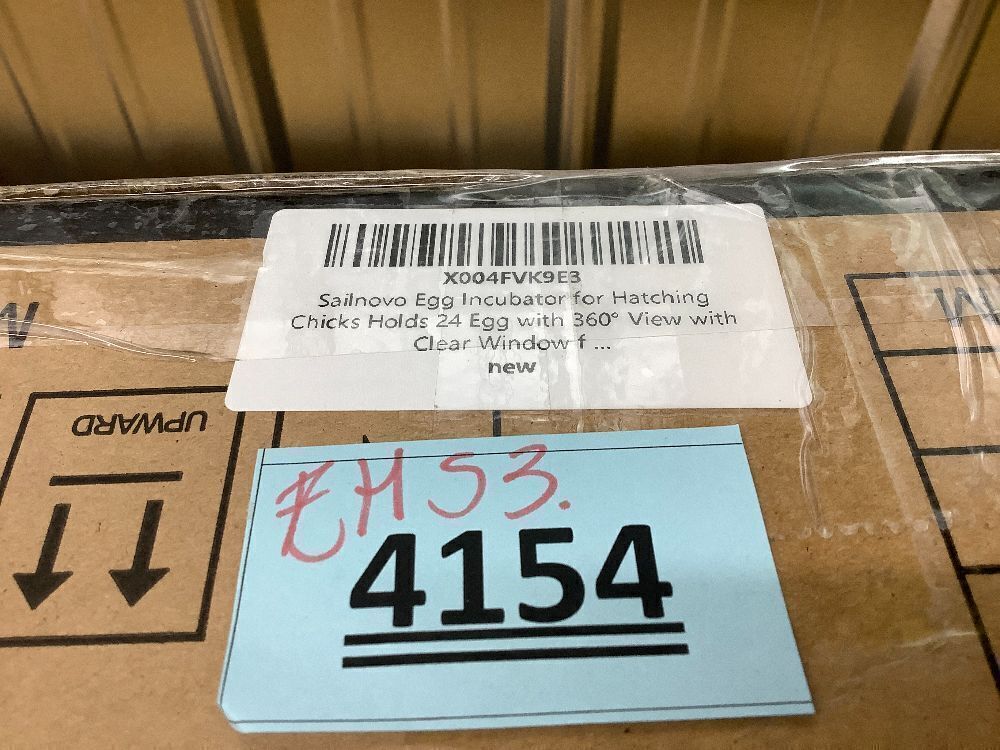 X004FVK9E3
Sailnovo Egg Incubator for Hatching
Chicks Holds 24 Egg with 360° View with
Clear Window f ...
new
UPWARD
EHS3.
4154